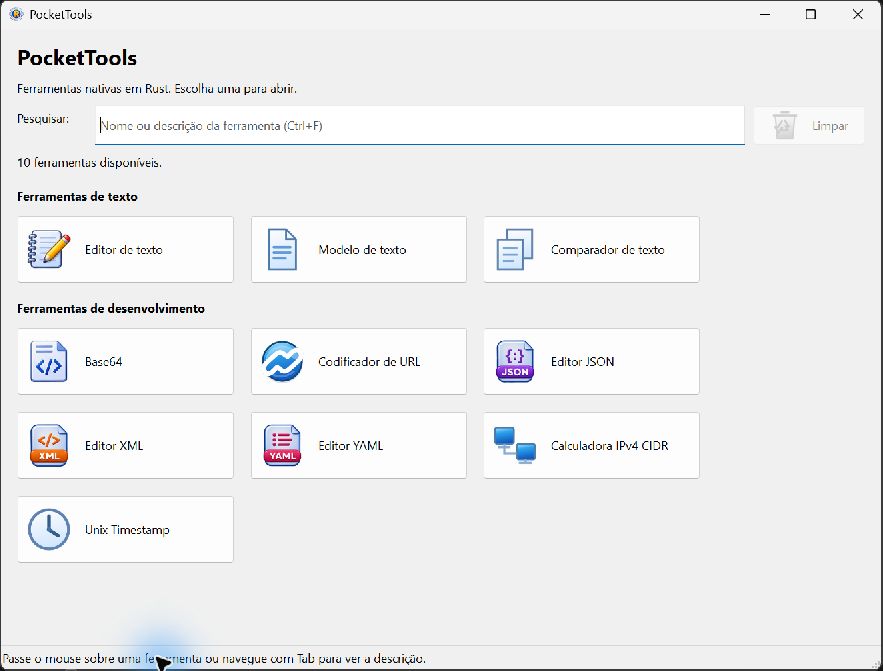 PocketTools
PocketTools
Ferramentas nativas em Rust. Escolha uma para abrir.
Pesquisar:
Nome ou descrição da ferramenta (Ctrl+F)
Limpar
10 ferramentas disponíveis.
Ferramentas de texto
Editor de texto
Modelo de texto
Comparador de texto
Ferramentas de desenvolvimento
Base64
Codificador de URL
{:}
JSON
Editor JSON
</>
XML
Editor XML
YAML
Editor YAML
Calculadora IPv4 CIDR
Unix Timestamp
Passe o mouse sobre uma ferramenta ou navegue com Tab para ver a descrição.